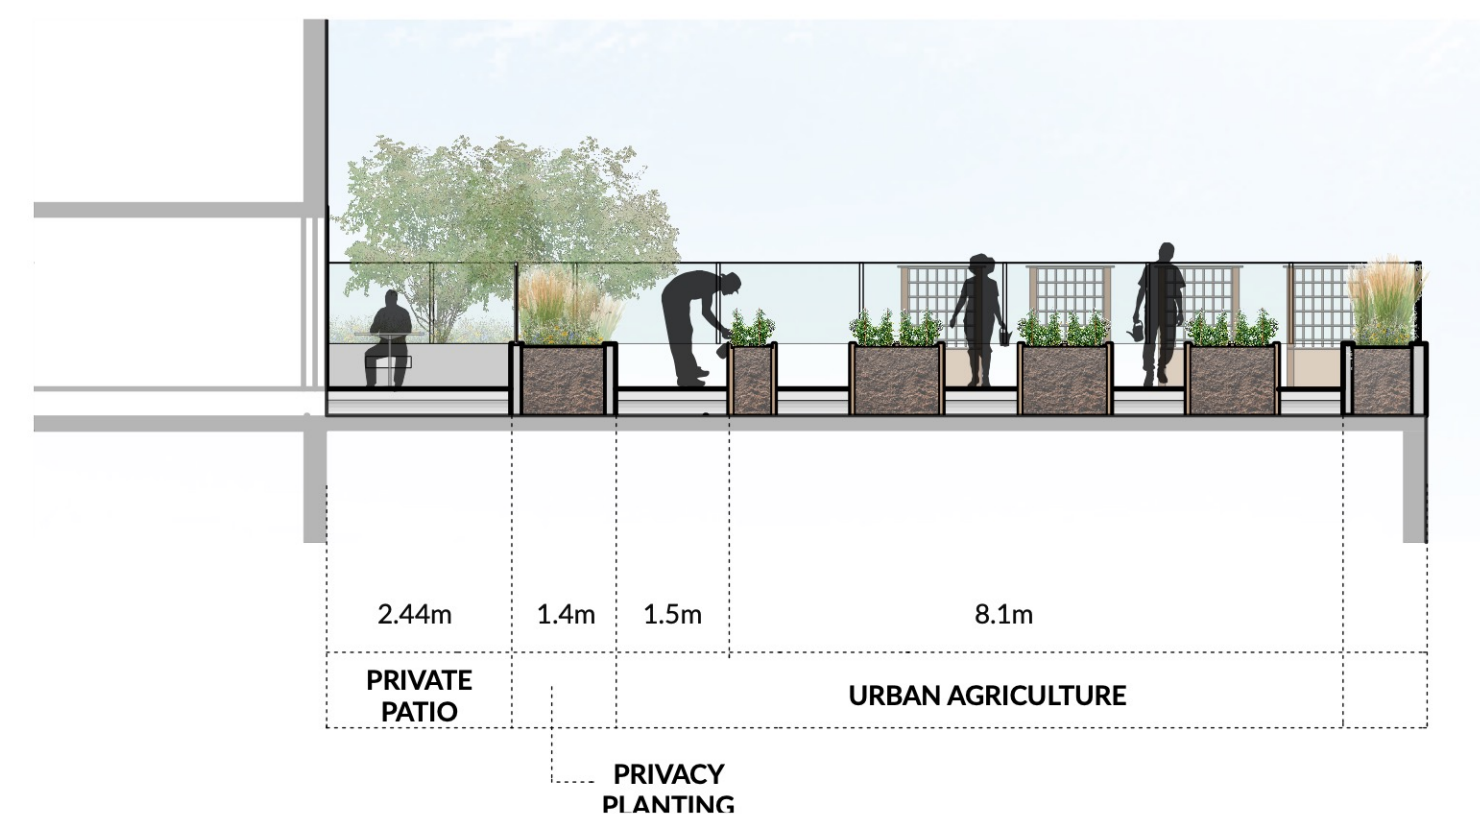 2.44m 1.4m 1.5m 8.1m
PRIVATE
PATIO
URBAN AGRICULTURE
PRIVACY
PLANTING